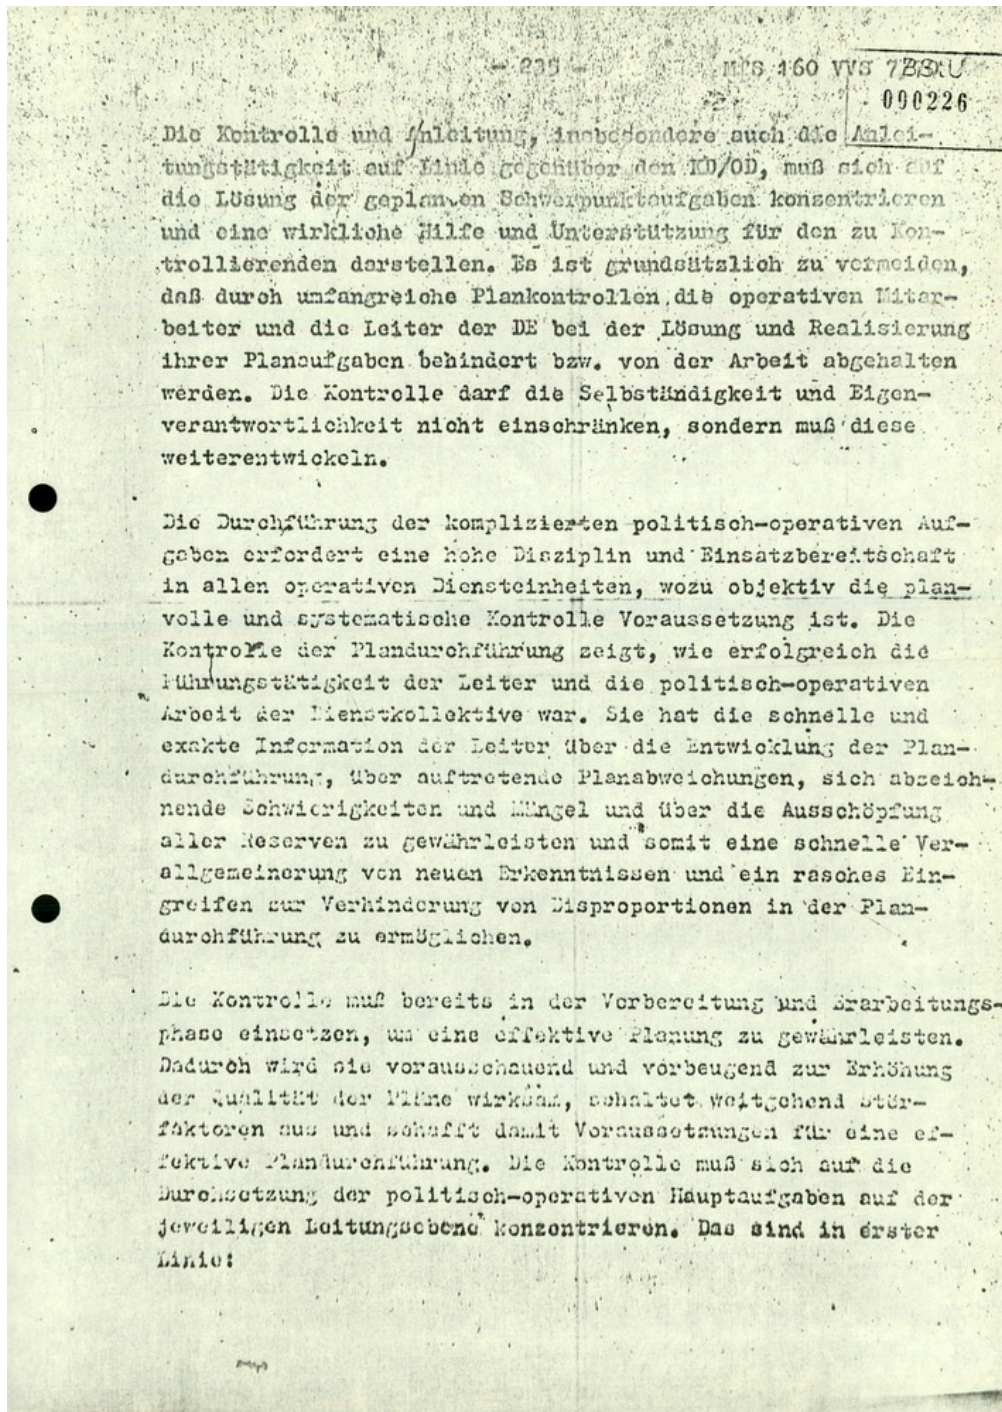 - 235 - MfS 160 VVS
000226
Die Kontrolle und Anleitung, insbesondere auch die Anlei-
tungstätigkeit auf Linie gegenüber den KD/OD, muß sich auf
die Lösung der geplanten Schwerpunktaufgaben konzentrieren
und eine wirkliche Hilfe und Unterstützung für den zu Kon-
trollierenden darstellen. Es ist grundsätzlich zu vermeiden,
daß durch umfangreiche Plankontrollen die operativen Mitar-
beiter und die Leiter der DE bei der Lösung und Realisierung
ihrer Planaufgaben behindert bzw. von der Arbeit abgehalten
werden. Die Kontrolle darf die Selbständigkeit und Eigen-
verantwortlichkeit nicht einschränken, sondern muß diese
weiterentwickeln.
Die Durchführung der komplizierten politisch-operativen Auf-
gaben erfordert eine hohe Disziplin und Einsatzbereitschaft
in allen operativen Diensteinheiten, wozu objektiv die plan-
volle und systematische Kontrolle Voraussetzung ist. Die
Kontrolle der Plandurchführung zeigt, wie erfolgreich die
Führungstätigkeit der Leiter und die politisch-operativen
Arbeit der Dienstkollektive war. Sie hat die schnelle und
exakte Information der Leiter über die Entwicklung der Plan-
durchführung, über auftretende Planabweichungen, sich abzeich-
nende Schwierigkeiten und Mängel und über die Ausschöpfung
aller Reserven zu gewährleisten und somit eine schnelle Ver-
allgemeinerung von neuen Erkenntnissen und ein rasches Ein-
greifen zur Verhinderung von Disproportionen in der Plan-
durchführung zu ermöglichen.
Die Kontrolle muß bereits in der Vorbereitung und Erarbeitungs-
phase einsetzen, um eine effektive Planung zu gewährleisten.
Dadurch wird sie vorausschauend und vorbeugend zur Erhöhung
der Qualität der Pläne wirksam, schaltet weitgehend Stör-
faktoren aus und schafft damit Voraussetzungen für eine ef-
fektive Plandurchführung. Die Kontrolle muß sich auf die
Durchsetzung der politisch-operativen Hauptaufgaben auf der
jeweiligen Leitungsebene konzentrieren. Das sind in erster
Linie: